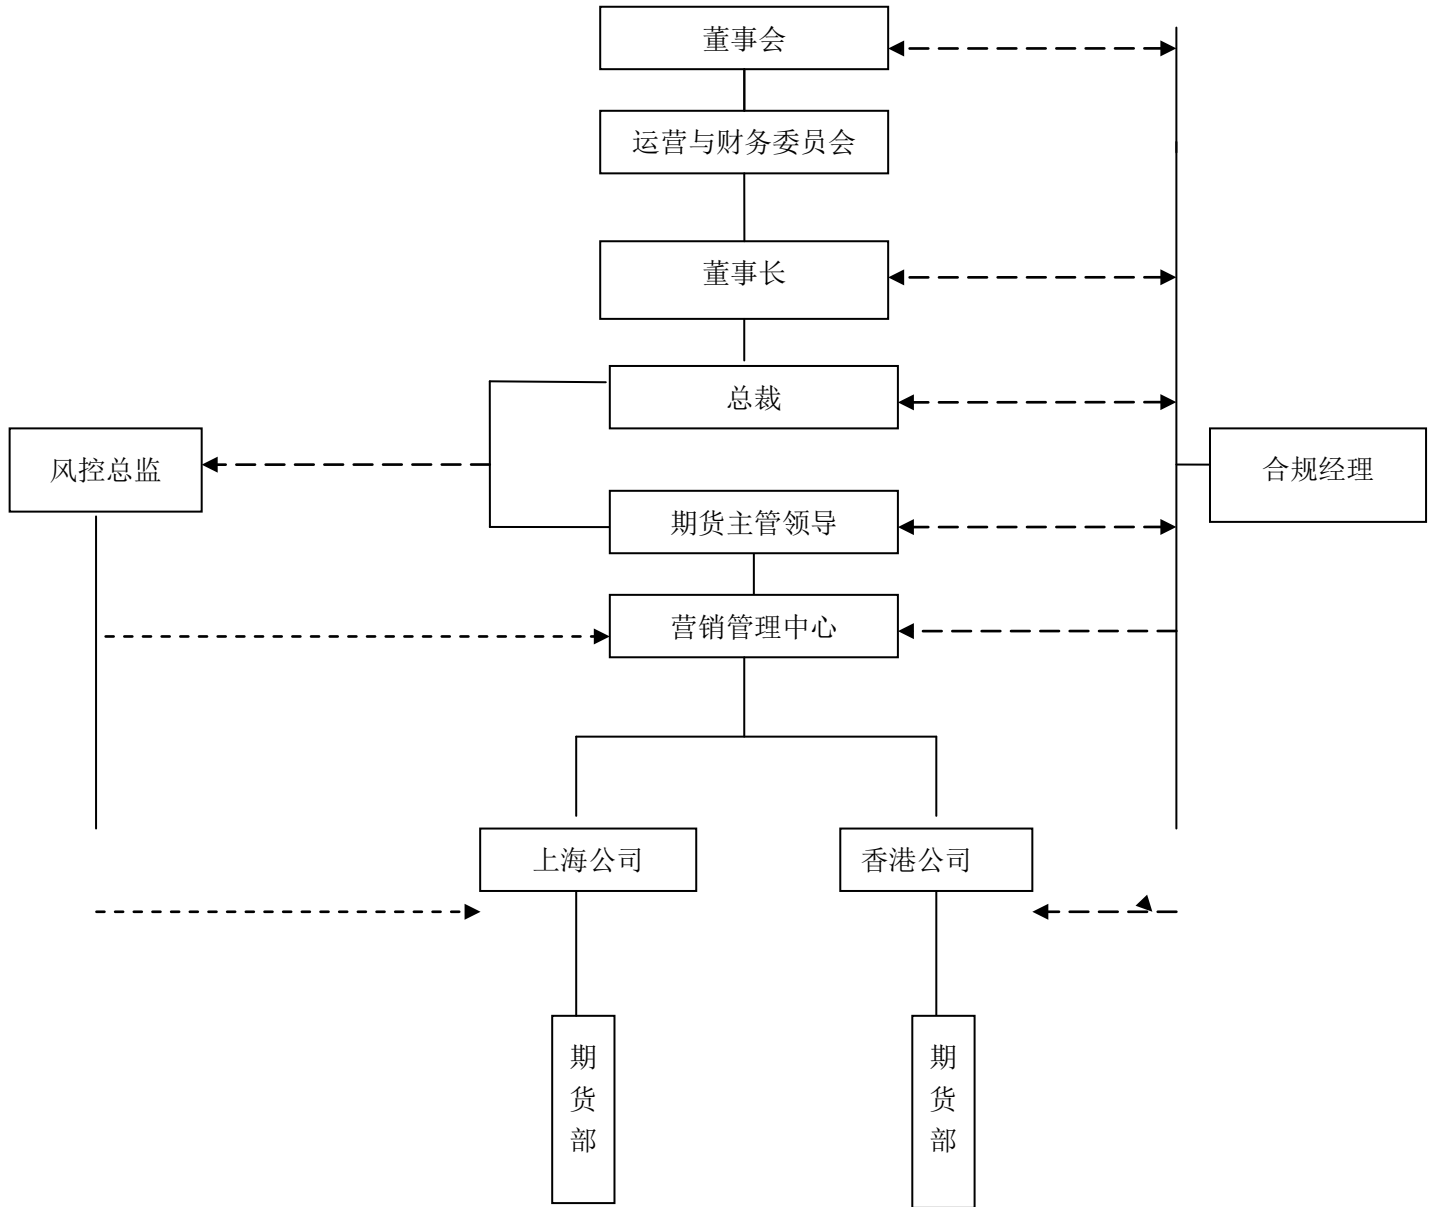 董事会
运营与财务委员会
董事长
总裁
风控总监
合规经理
期货主管领导
营销管理中心
上海公司
香港公司
期
货
部
期
货
部